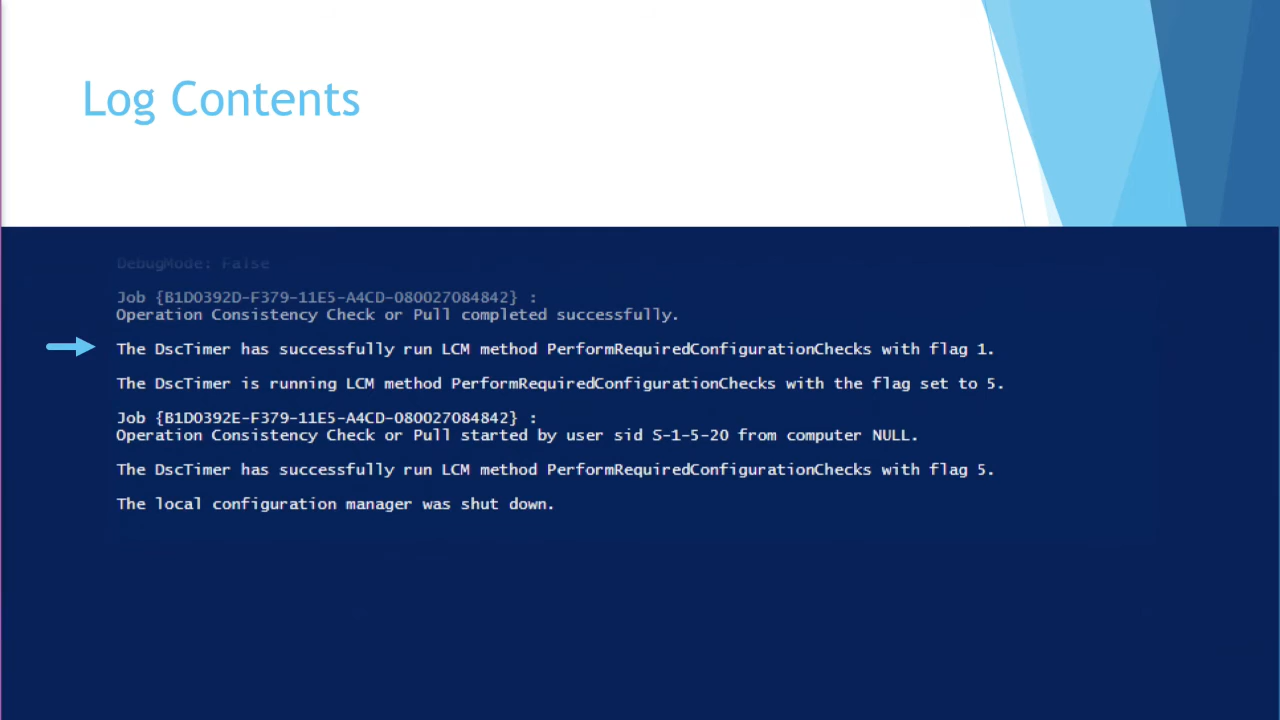 Log Contents
DebugMode: False
Job {B1D0392D-F379-11E5-A4CD-080027084842} :
Operation Consistency Check or Pull completed successfully.
The DscTimer has successfully run LCM method PerformRequiredConfigurationChecks with flag 1.
The DscTimer is running LCM method PerformRequiredConfigurationChecks with the flag set to 5.
Job {B1D0392E-F379-11E5-A4CD-080027084842} :
Operation Consistency Check or Pull started by user sid S-1-5-20 from computer NULL.
The DscTimer has successfully run LCM method PerformRequiredConfigurationChecks with flag 5.
The local configuration manager was shut down.